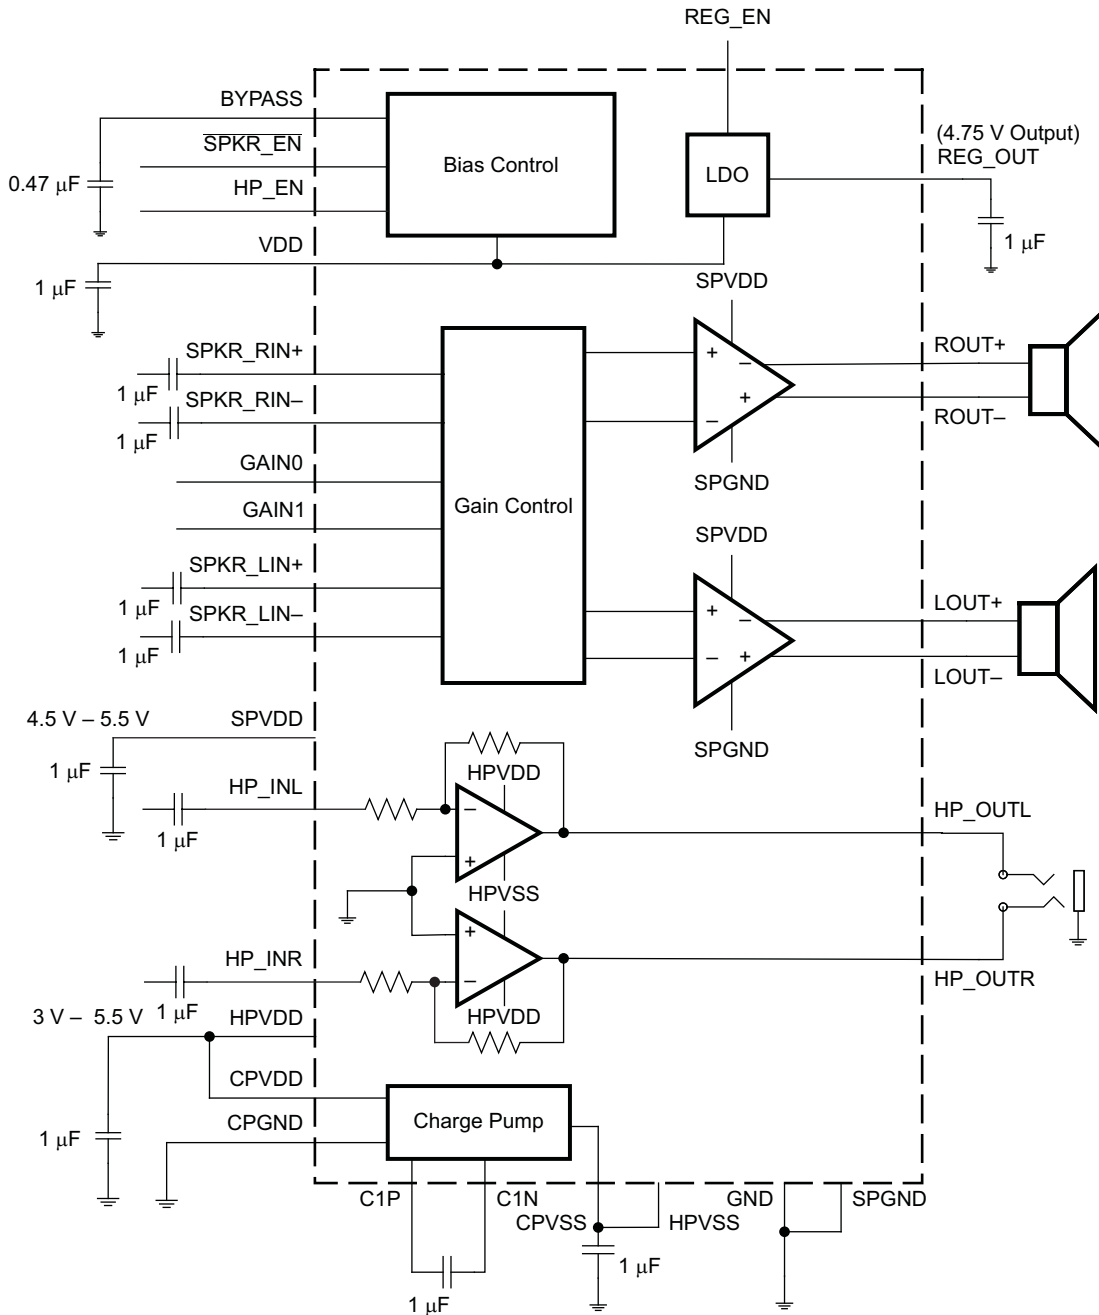 REG_EN
BYPASS
SPKR_EN
HP_EN
0.47 μF
VDD
1 μF
Bias Control
LDO
(4.75 V Output)
REG_OUT
1 μF
SPKR_RIN+
1 μF
SPKR_RIN–
1 μF
GAIN0
GAIN1
SPKR_LIN+
1 μF
SPKR_LIN–
1 μF
Gain Control
SPVDD
+
–
–
+
SPGND
ROUT+
ROUT–
SPVDD
+
–
–
+
SPGND
LOUT+
LOUT–
4.5 V – 5.5 V
SPVDD
1 μF
HP_INL
1 μF
HPVDD
–
+
HPVSS
+
–
HPVDD
HP_OUTL
HP_OUTR
HP_INR
1 μF
3 V – 5.5 V
HPVDD
CPVDD
CPGND
1 μF
Charge Pump
C1P
C1N
1 μF
CPVSS
HPVSS
1 μF
GND
SPGND